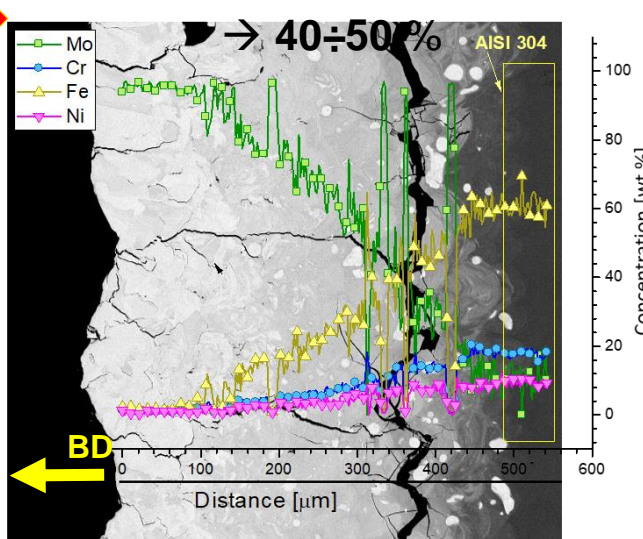 → 40÷50 %
Mo
Cr
Fe
Ni
AISI 304
100
80
60
40
20
0
Concentration [wt.%]
BD
0 100 200 300 400 500 600
Distance [μm]